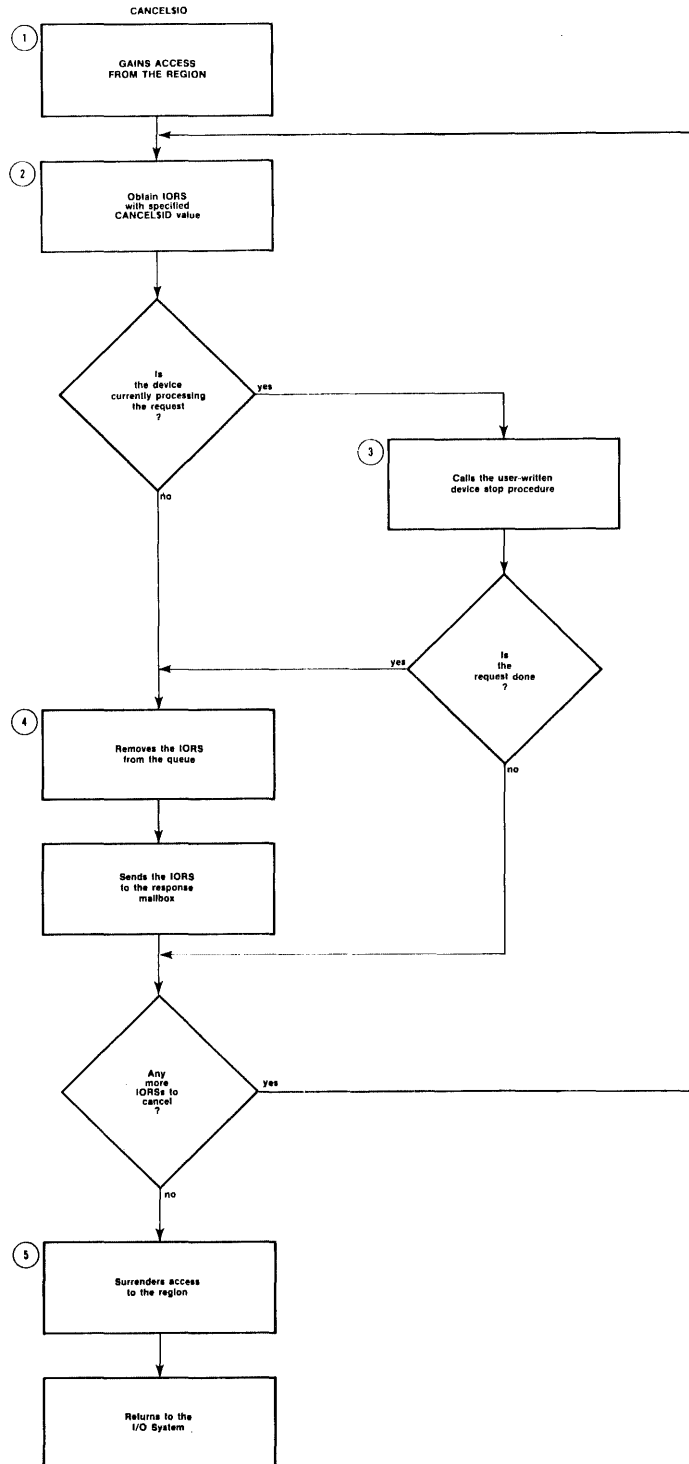 CANCEL$IO
1
GAINS ACCESS
FROM THE REGION
2
Obtain IORS
with specified
CANCEL$ID value
Is
the device
currently processing
the request
?
yes
no
3
Calls the user-written
device stop procedure
Is
the
request done
?
yes
no
4
Removes the IORS
from the queue
Sends the IORS
to the response
mailbox
Any
more
IORSs to
cancel
?
yes
no
5
Surrenders access
to the region
Returns to the
I/O System